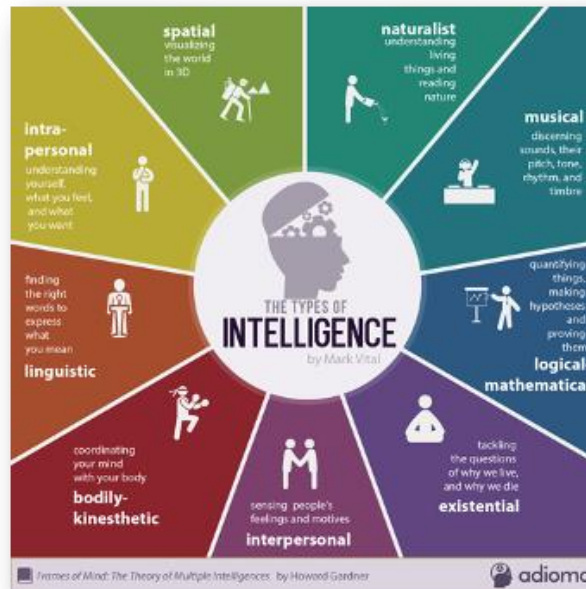 spatial
visualizing
the world
in 3D
naturalist
understanding
living
things and
reading
nature
musical
discerning
sounds, their
pitch, tone,
rhythm, and
timbre
intra-
personal
understanding
yourself,
what you feel,
and what
you want
THE TYPES OF
INTELLIGENCE
by Mark Vital
quantifying
things,
making
hypotheses
and
proving
them
logical-
mathematical
finding
the right
words to
express
what
you mean
linguistic
coordinating
your mind
with your body
bodily-
kinesthetic
sensing people's
feelings and motives
interpersonal
tackling
the questions
of why we live,
and why we die
existential
Frames of Mind: The Theory of Multiple Intelligences by Howard Gardner
adioma